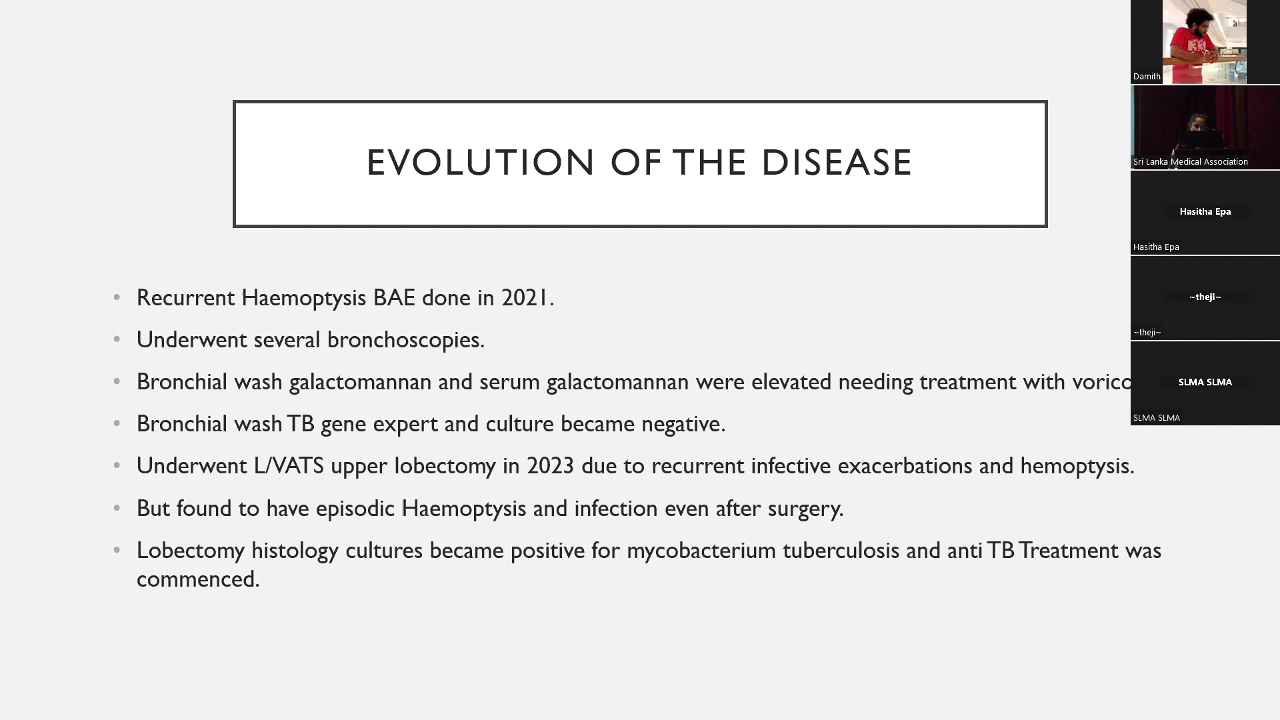 EVOLUTION OF THE DISEASE
• Recurrent Haemoptysis BAE done in 2021.
• Underwent several bronchoscopies.
• Bronchial wash galactomannan and serum galactomannan were elevated needing treatment with
• Bronchial wash TB gene expert and culture became negative.
• Underwent L/VATS upper lobectomy in 2023 due to recurrent infective exacerbations and hemoptysis.
• But found to have episodic Haemoptysis and infection even after surgery.
• Lobectomy histology cultures became positive for mycobacterium tuberculosis and anti TB Treatment was
commenced.
Damith
Sri Lanka Medical Association
Hasitha Epa
Hasitha Epa
~theji~
~theji~
SLMA SLMA
SLMA SLMA